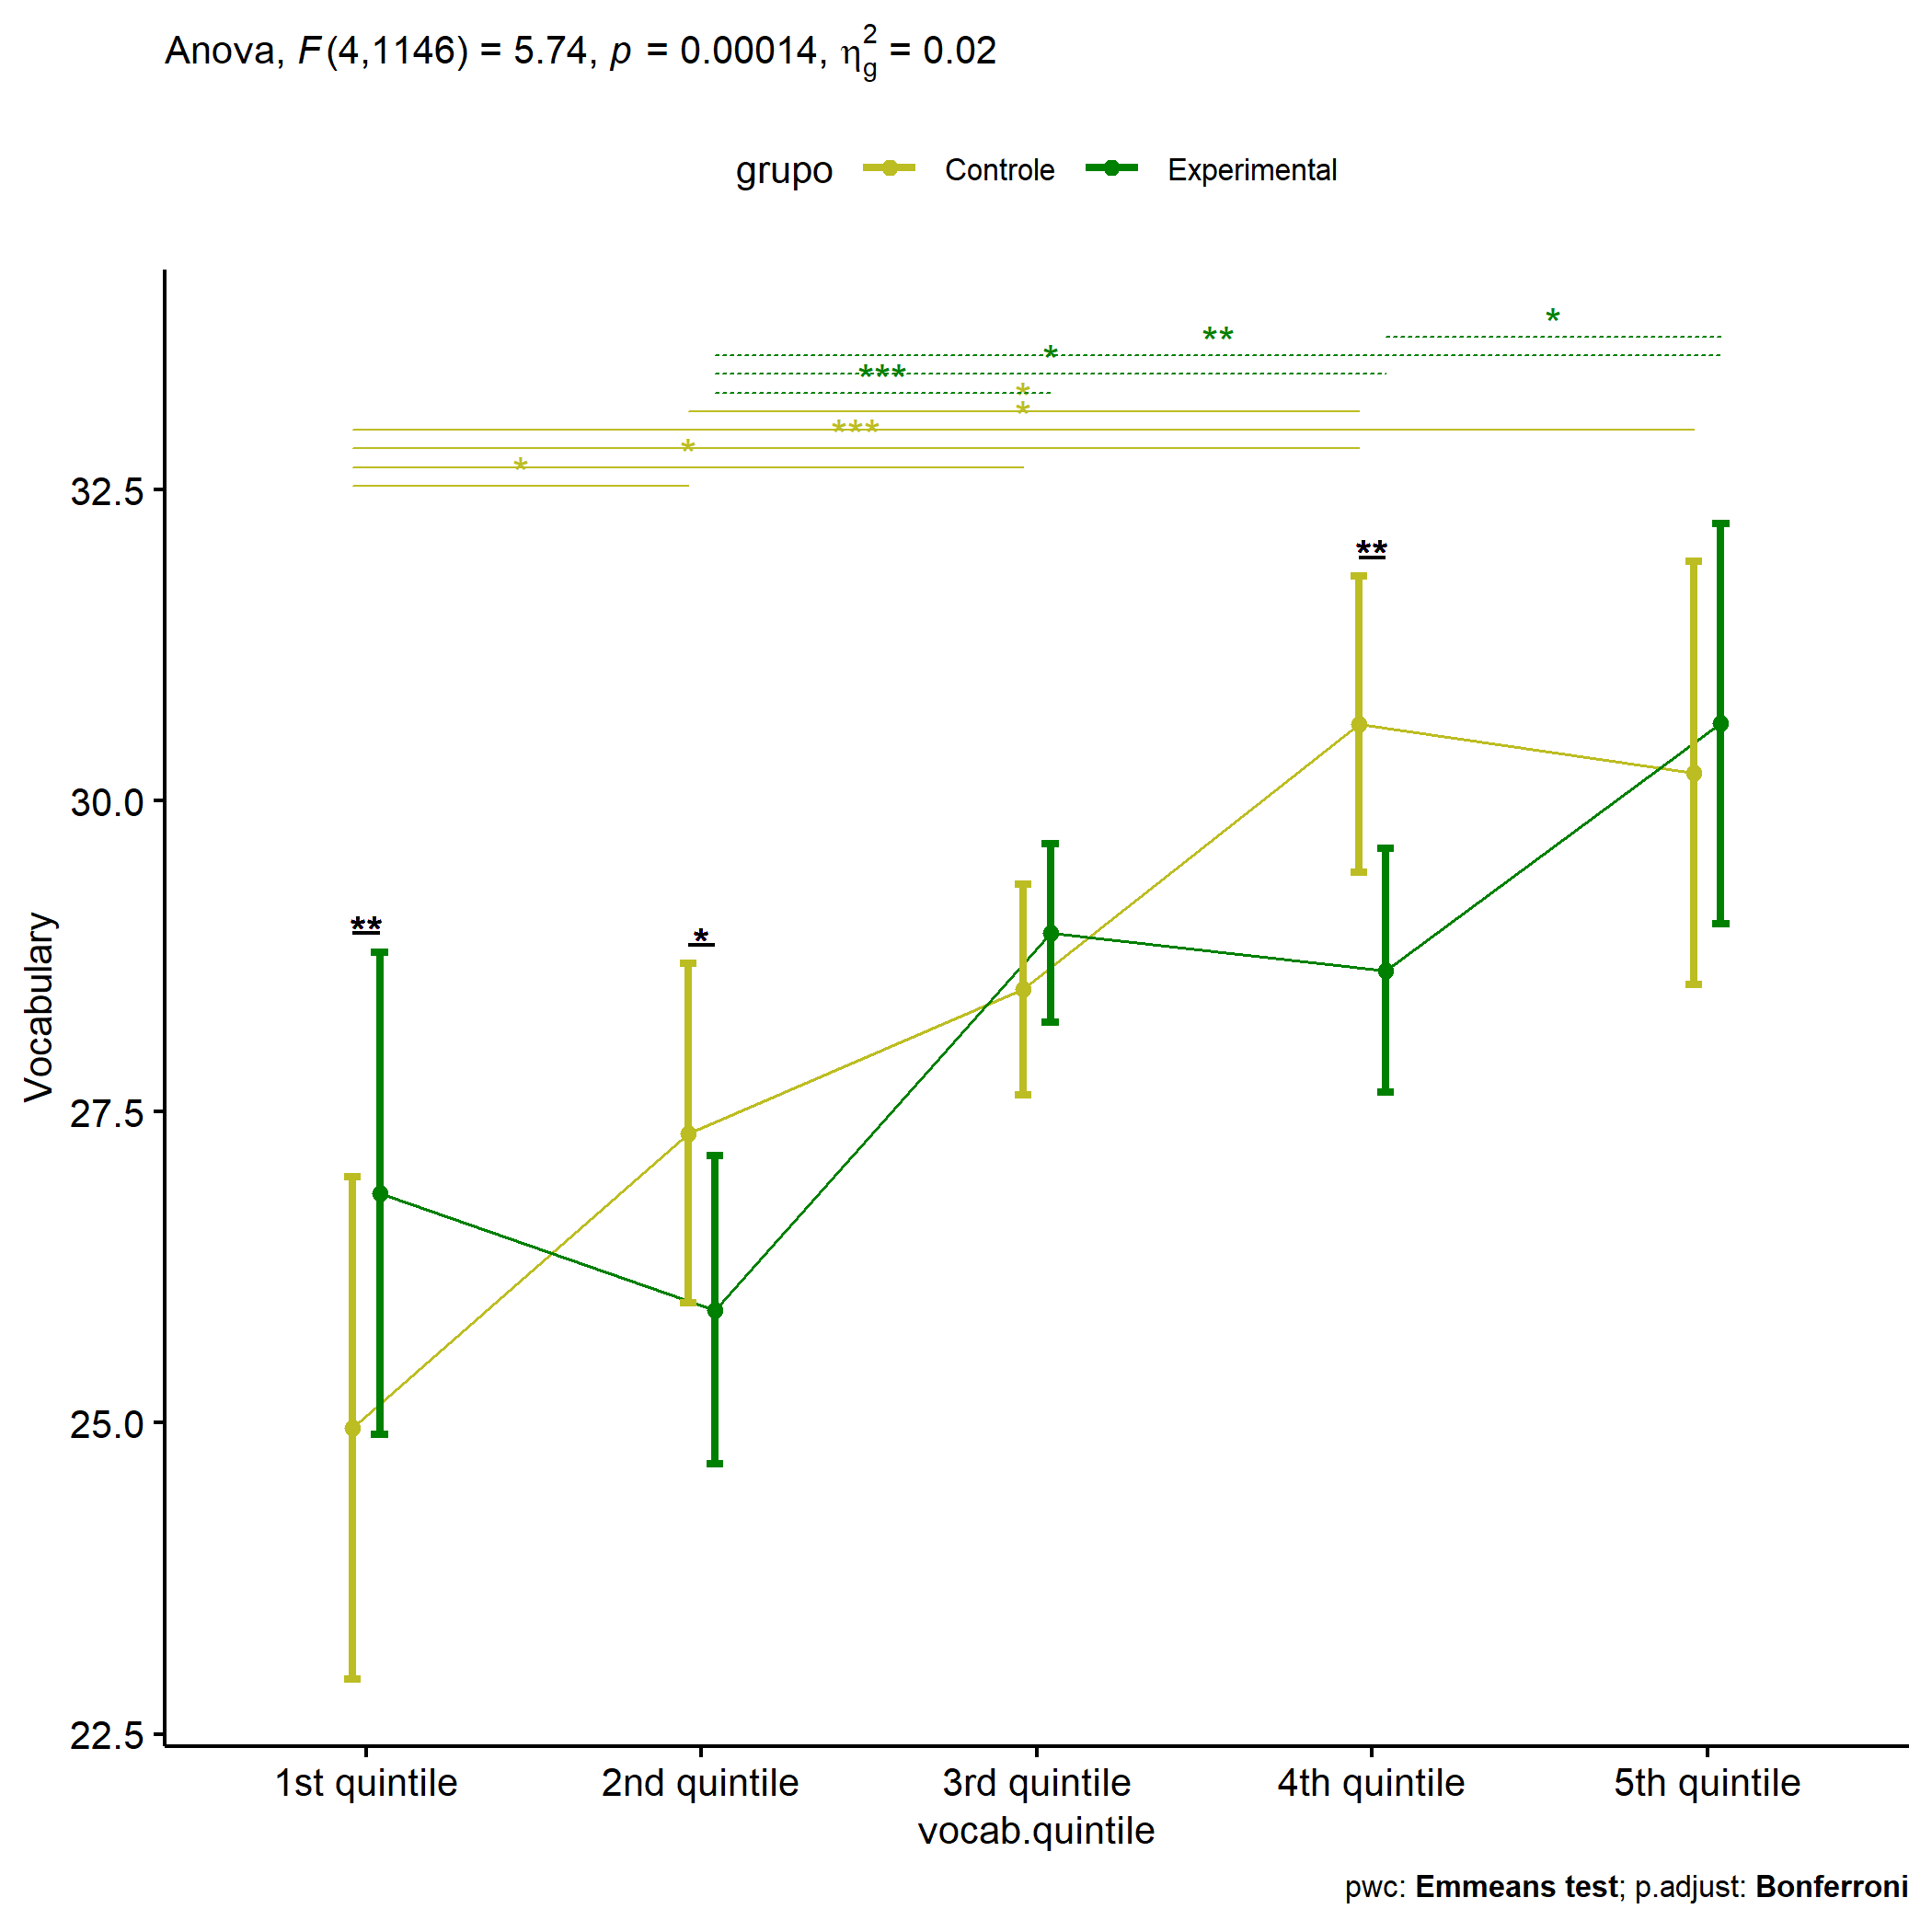 Anova, F(4,1146) = 5.74, p = 0.00014, η²g = 0.02
grupo Controle Experimental
** *
*
***
*
*
***
*
*
32.5
**
30.0
**
*
27.5
25.0
22.5
Vocabulary
1st quintile 2nd quintile 3rd quintile 4th quintile 5th quintile
vocab.quintile
pwc: Emmeans test; p.adjust: Bonferroni